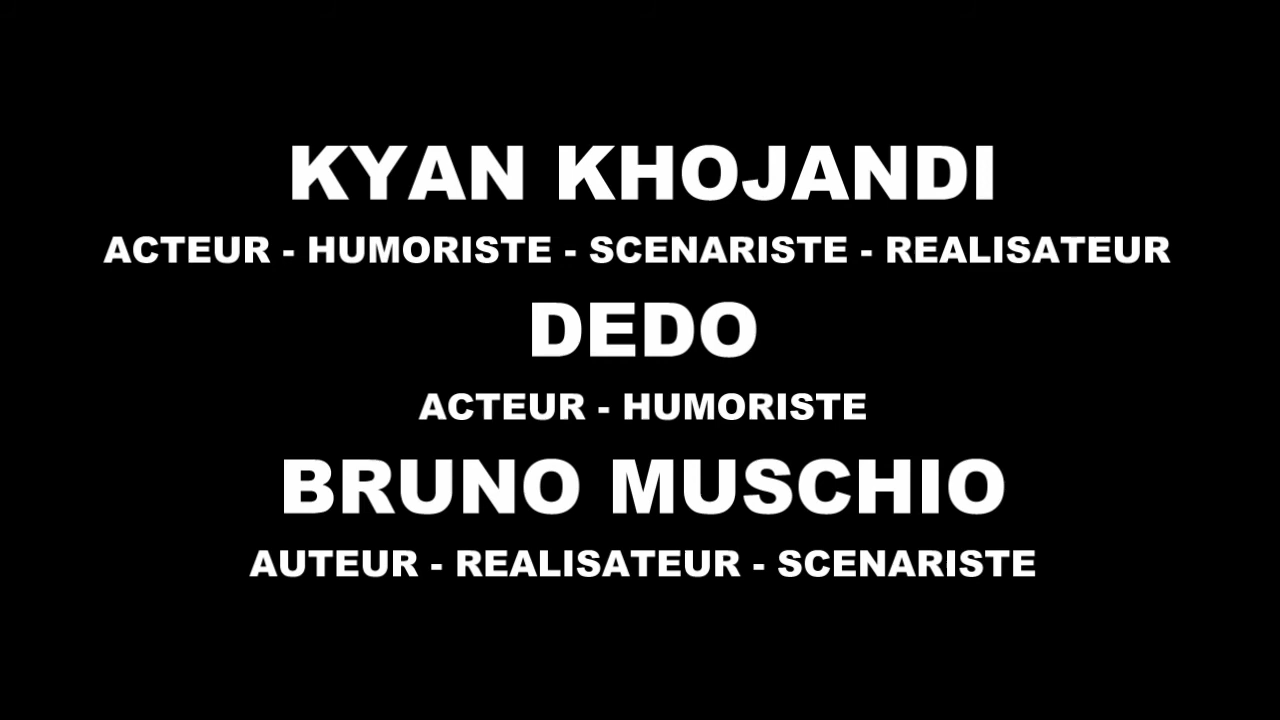 KYAN KHOJANDI
ACTEUR - HUMORISTE - SCENARISTE - REALISATEUR
DEDO
ACTEUR - HUMORISTE
BRUNO MUSCHIO
AUTEUR - REALISATEUR - SCENARISTE